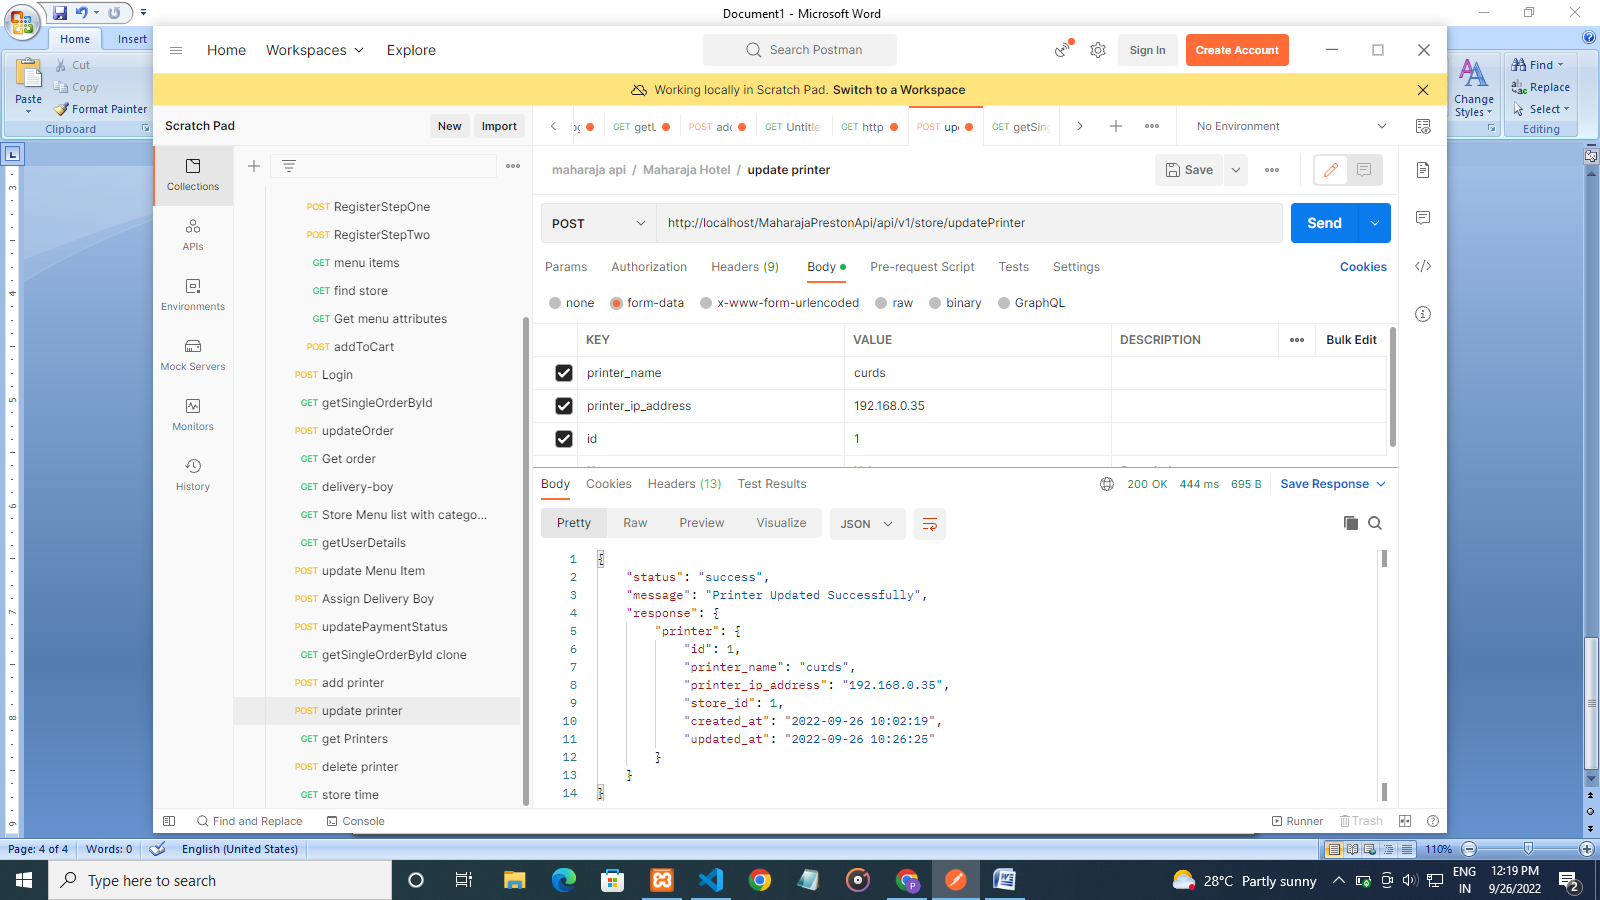 Document1 - Microsoft Word
Home Insert
Cut
Copy
Format Painter
Paste
Clipboard
Find
Replace
Select
Change
Styles
Editing
Home Workspaces Explore
Search Postman
Sign In Create Account
Working locally in Scratch Pad. Switch to a Workspace
Scratch Pad New Import
GET getU POST adc GET Untitle GET http POST up GET getSing
No Environment
maharaja api / Maharaja Hotel / update printer
Save
Collections
APIs
Environments
Mock Servers
Monitors
History
POST RegisterStepOne
POST RegisterStepTwo
GET menu items
GET find store
GET Get menu attributes
POST addToCart
POST Login
GET getSingleOrderById
POST updateOrder
GET Get order
GET delivery-boy
GET Store Menu list with catego...
GET getUserDetails
POST update Menu Item
POST Assign Delivery Boy
POST updatePaymentStatus
GET getSingleOrderById clone
POST add printer
POST update printer
GET get Printers
POST delete printer
GET store time
POST http://localhost/MaharajaPrestonApi/api/v1/store/updatePrinter Send
Params Authorization Headers (9) Body Pre-request Script Tests Settings Cookies
none form-data x-www-form-urlencoded raw binary GraphQL
KEY VALUE DESCRIPTION Bulk Edit
printer_name curds
printer_ip_address 192.168.0.35
id 1
Body Cookies Headers (13) Test Results 200 OK 444 ms 695 B Save Response
Pretty Raw Preview Visualize JSON
1 {
2 "status": "success",
3 "message": "Printer Updated Successfully",
4 "response": {
5 "printer": {
6 "id": 1,
7 "printer_name": "curds",
8 "printer_ip_address": "192.168.0.35",
9 "store_id": 1,
10 "created_at": "2022-09-26 10:02:19",
11 "updated_at": "2022-09-26 10:26:25"
12 }
13 }
14 }
Find and Replace Console Runner Trash
Page: 4 of 4 Words: 0 English (United States) 110%
Type here to search
28°C Partly sunny
ENG
IN
12:19 PM
9/26/2022
2